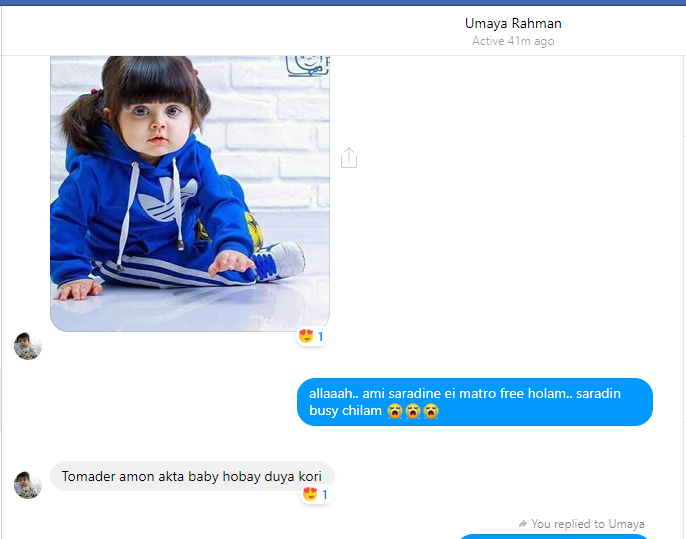 Umaya Rahman
Active 41m ago
1
allaaah.. ami saradine ei matro free holam.. saradin
busy chilam 😭😭😭
Tomader amon akta baby hobay duya kori
1
You replied to Umaya